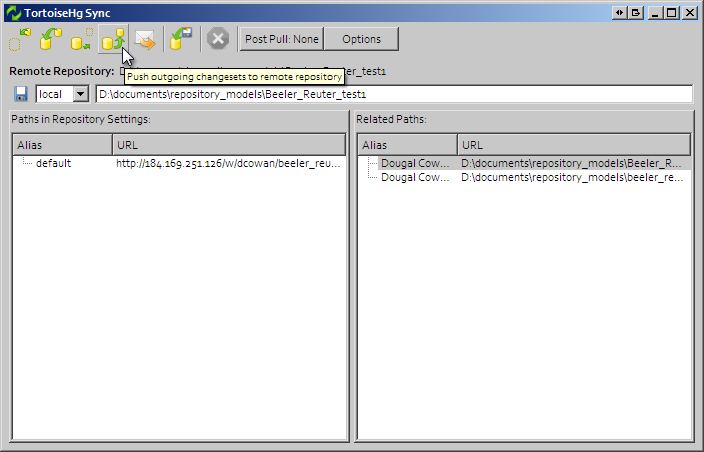 TortoiseHg Sync
Post Pull: None
Options
Remote Repository: D:\
Push outgoing changesets to remote repository
Reuter_test1
local
D:\documents\repository_models\Beeler_Reuter_test1
Paths in Repository Settings:
Related Paths:
Alias
URL
default
http://184.169.251.126/w/dcowan/beeler_reu...
Alias
URL
Dougal Cow...
D:\documents\repository_models\Beeler_R...
Dougal Cow...
D:\documents\repository_models\beeler_re...